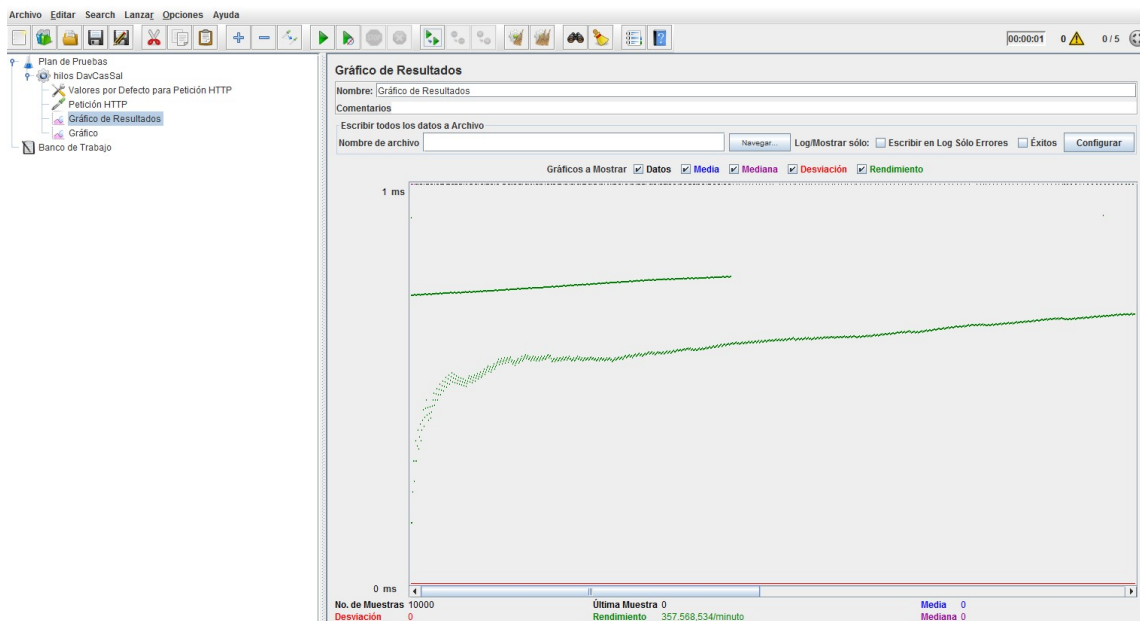 Archivo Editar Search Lanzar Opciones Ayuda
00:00:01 0 0 / 5
Plan de Pruebas
hilos DavCasSal
Valores por Defecto para Petición HTTP
Petición HTTP
Gráfico de Resultados
Gráfico
Banco de Trabajo
Gráfico de Resultados
Nombre: Gráfico de Resultados
Comentarios
Escribir todos los datos a Archivo
Nombre de archivo Navegar... Log/Mostrar sólo: Escribir en Log Sólo Errores Éxitos Configurar
Gráficos a Mostrar Datos Media Mediana Desviación Rendimiento
1 ms
0 ms
No. de Muestras 10000 Última Muestra 0 Media 0
Desviación 0 Rendimiento 357.568,534/minuto Mediana 0